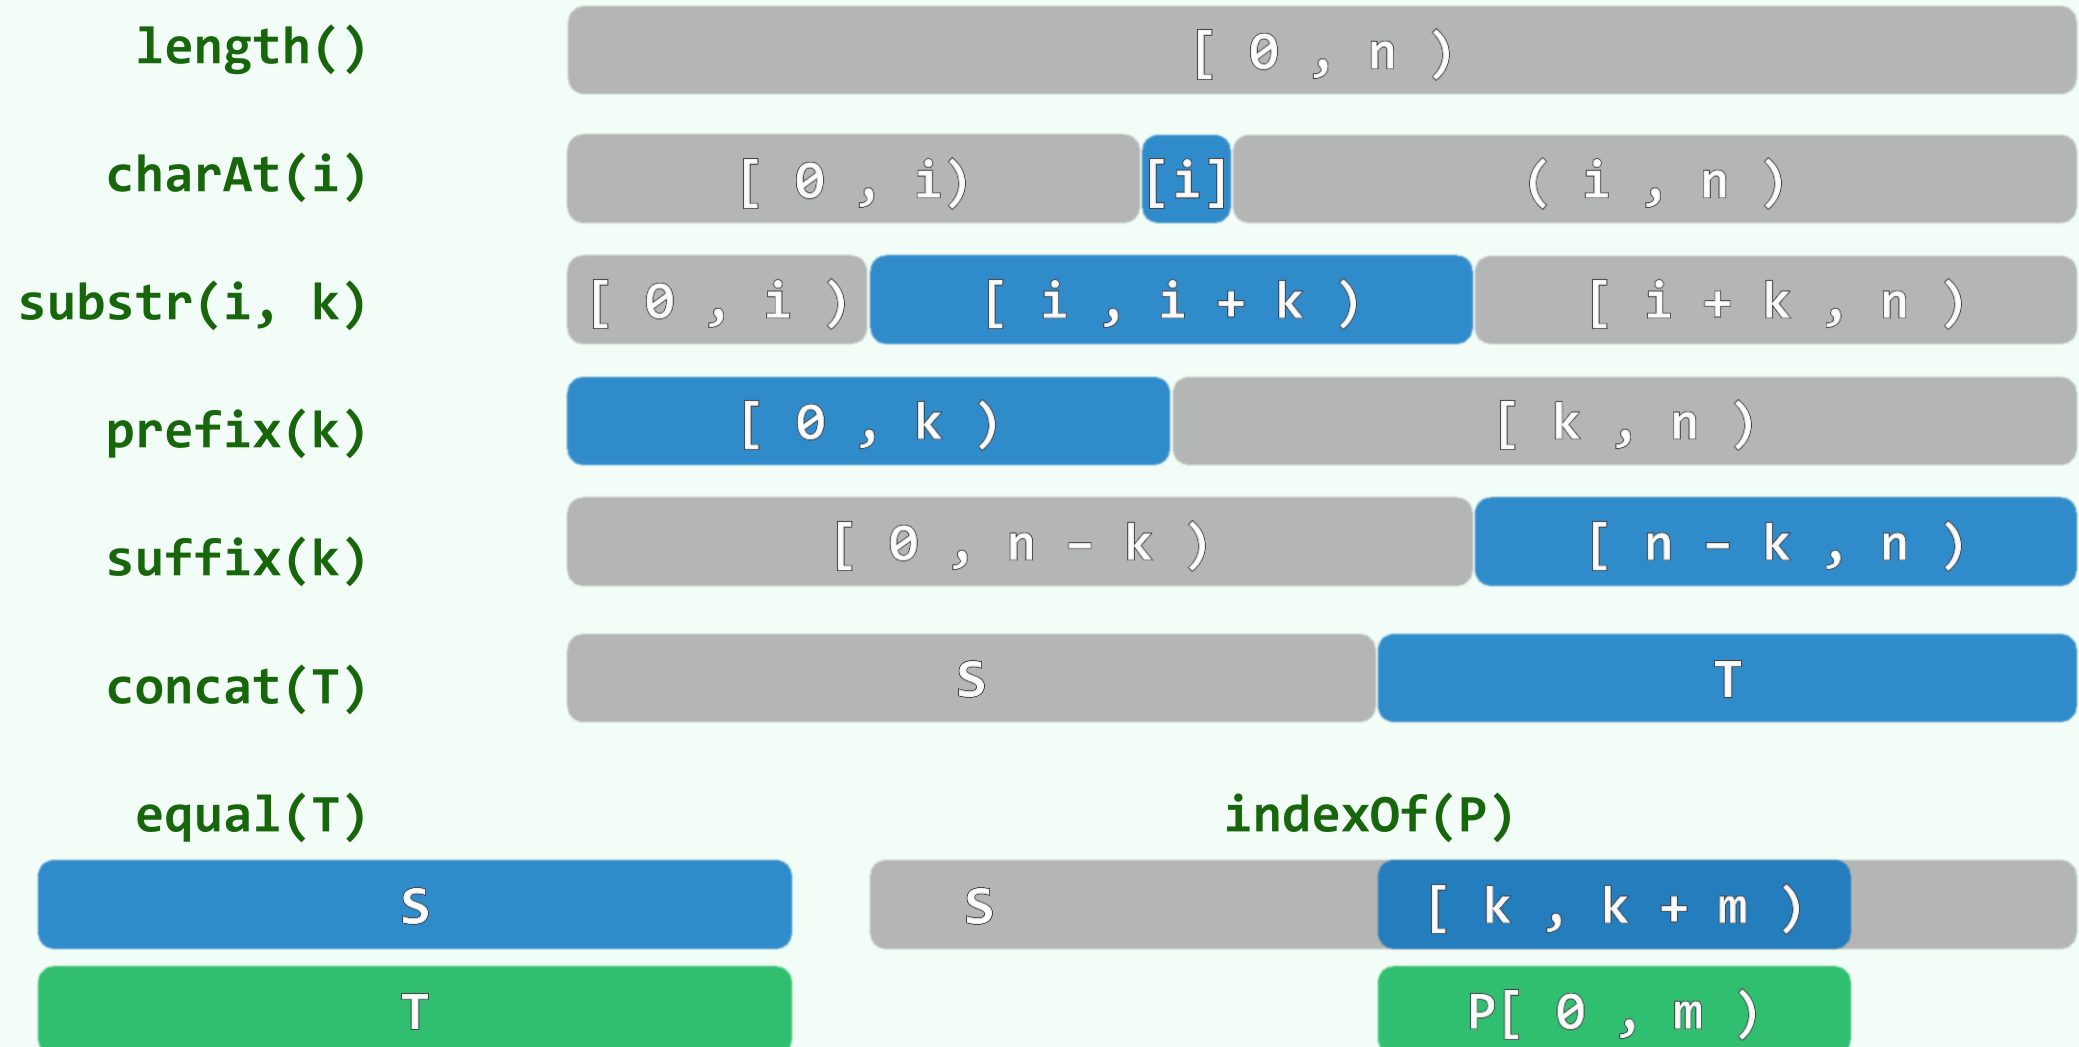 length() [ 0 , n )
charAt(i) [ 0 , i) [i] ( i , n )
substr(i, k) [ 0 , i ) [ i , i + k ) [ i + k , n )
prefix(k) [ 0 , k ) [ k , n )
suffix(k) [ 0 , n – k ) [ n – k , n )
concat(T) S T
equal(T) indexOf(P)
S S [ k , k + m )
T P[ 0 , m )